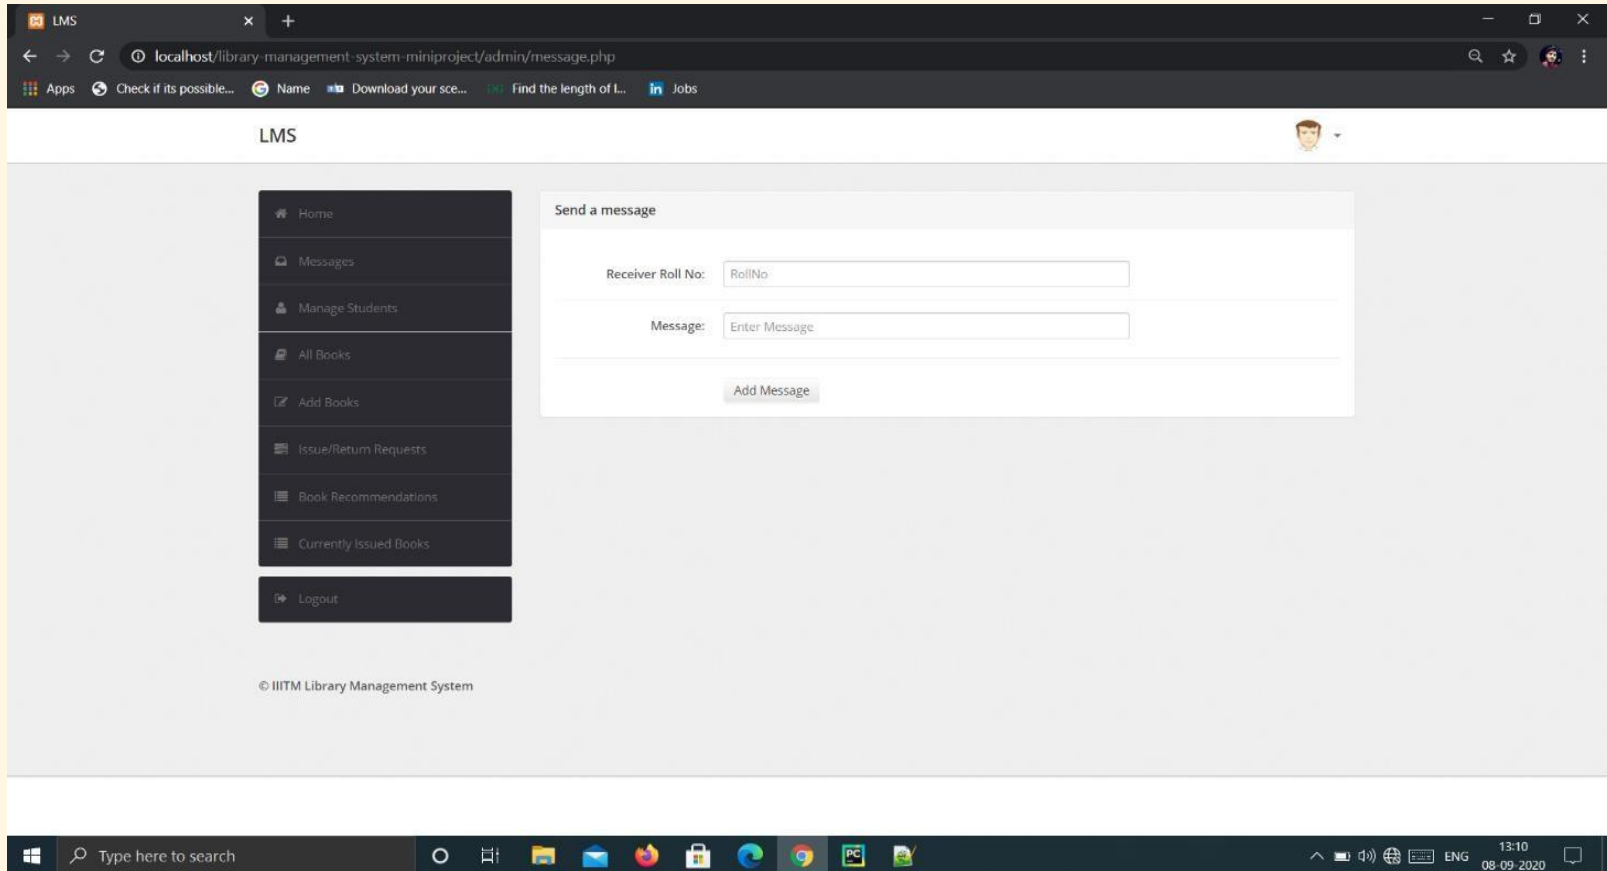 LMS
localhost/library-management-system-miniproject/admin/message.php
Apps Check if its possible... Name Download your sce... Find the length of l... Jobs
LMS
Home
Messages
Manage Students
All Books
Add Books
Issue/Return Requests
Book Recommendations
Currently Issued Books
Logout
Send a message
Receiver Roll No: RollNo
Message: Enter Message
Add Message
© IIITM Library Management System
Type here to search
PC
ENG
13:10
08-09-2020